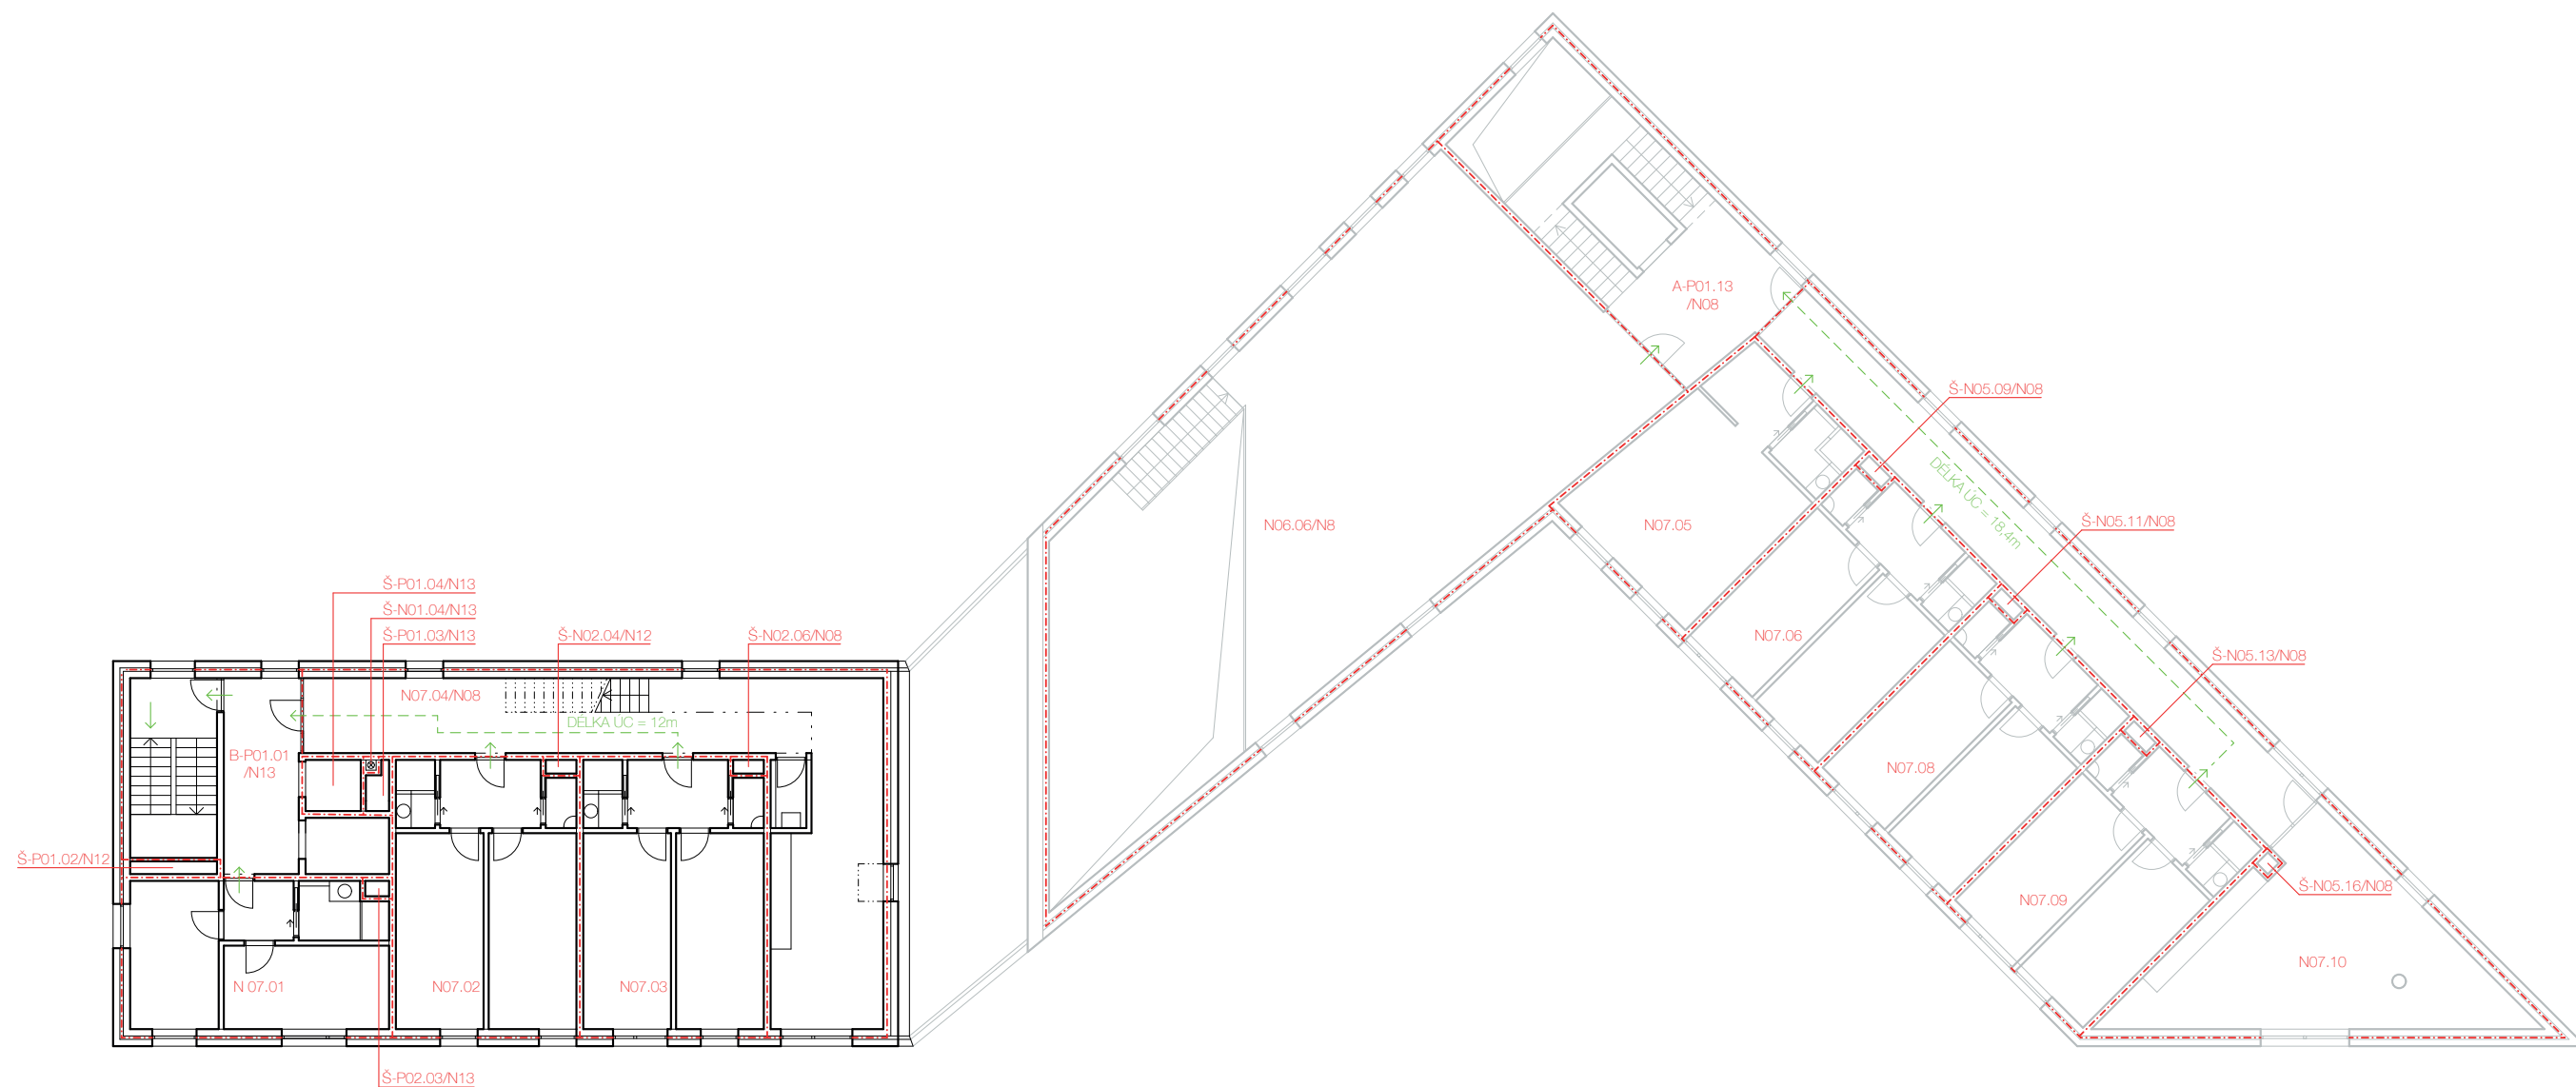 A-P01.13
/N08
Š-N05.09/N08
DÉLKA ÚC = 18,4m
Š-N05.11/N08
N06.06/N8
N07.05
Š-P01.04/N13
Š-N01.04/N13
Š-P01.03/N13
Š-N02.04/N12
Š-N02.06/N08
N07.06
Š-N05.13/N08
N07.04/N08
DÉLKA ÚC = 12m
B-P01.01
/N13
N07.08
Š-P01.02/N12
N07.09
Š-N05.16/N08
N07.10
N 07.01
N07.02
N07.03
Š-P02.03/N13